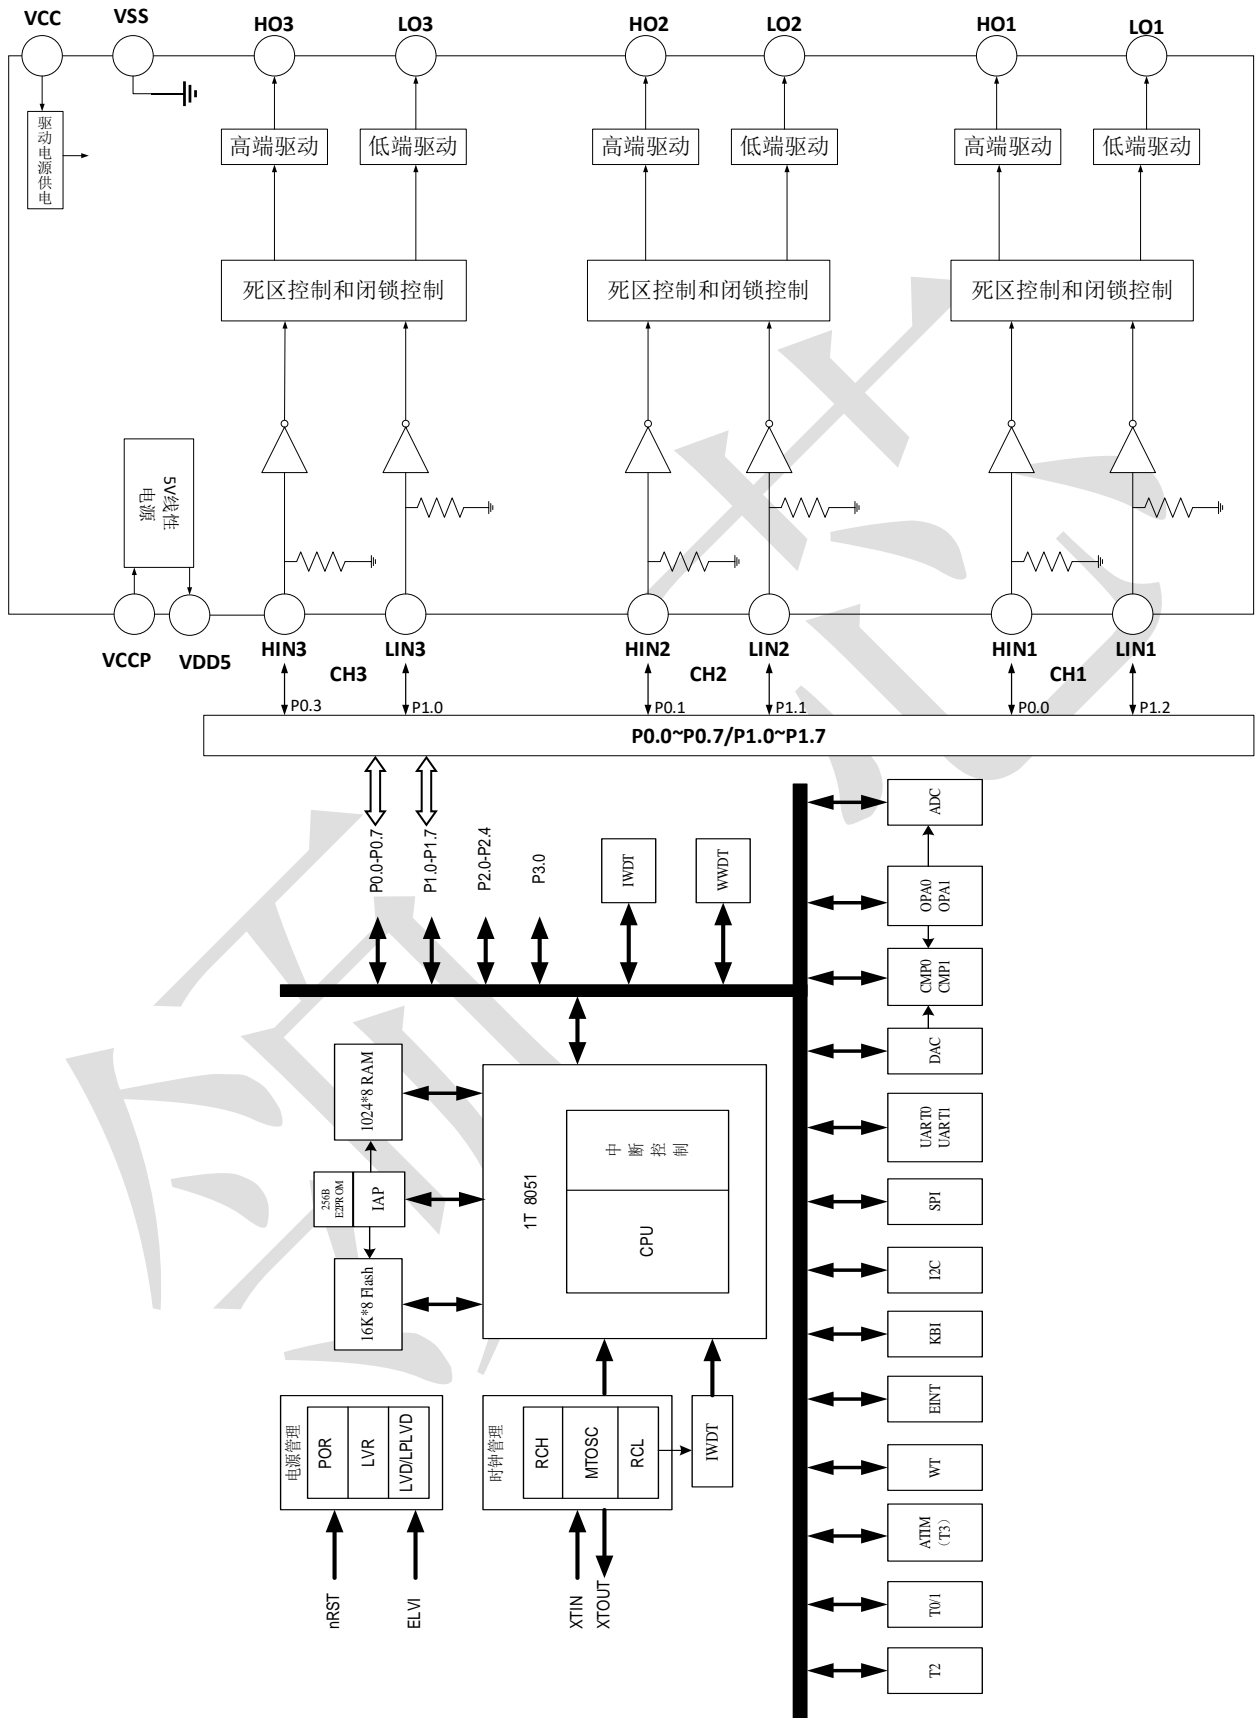 VCC
VSS
HO3
LO3
HO2
LO2
HO1
LO1
驱动电源供电
高端驱动
低端驱动
高端驱动
低端驱动
高端驱动
低端驱动
死区控制和闭锁控制
死区控制和闭锁控制
死区控制和闭锁控制
5V线性
电源
VCCP
VDD5
HIN3
CH3
LIN3
HIN2
CH2
LIN2
HIN1
CH1
LIN1
P0.3
P1.0
P0.1
P1.1
P0.0
P1.2
P0.0~P0.7/P1.0~P1.7
P0.0-P0.7
P1.0-P1.7
P2.0-P2.4
P3.0
IWDT
WWDT
ADC
OPA0
OPA1
CMP0
CMP1
DAC
UART0
UART1
SPI
I2C
KBI
EINT
WT
ATIM
（T3）
T0/1
T2
1024*8 RAM
256B
E2PROM
IAP
16K*8 Flash
1T 8051
中断控制
CPU
电源管理
POR
LVR
LVD/LPLVD
时钟管理
RCH
MTOSC
RCL
IWDT
nRST
ELVI
XTIN
XTOUT
领芯